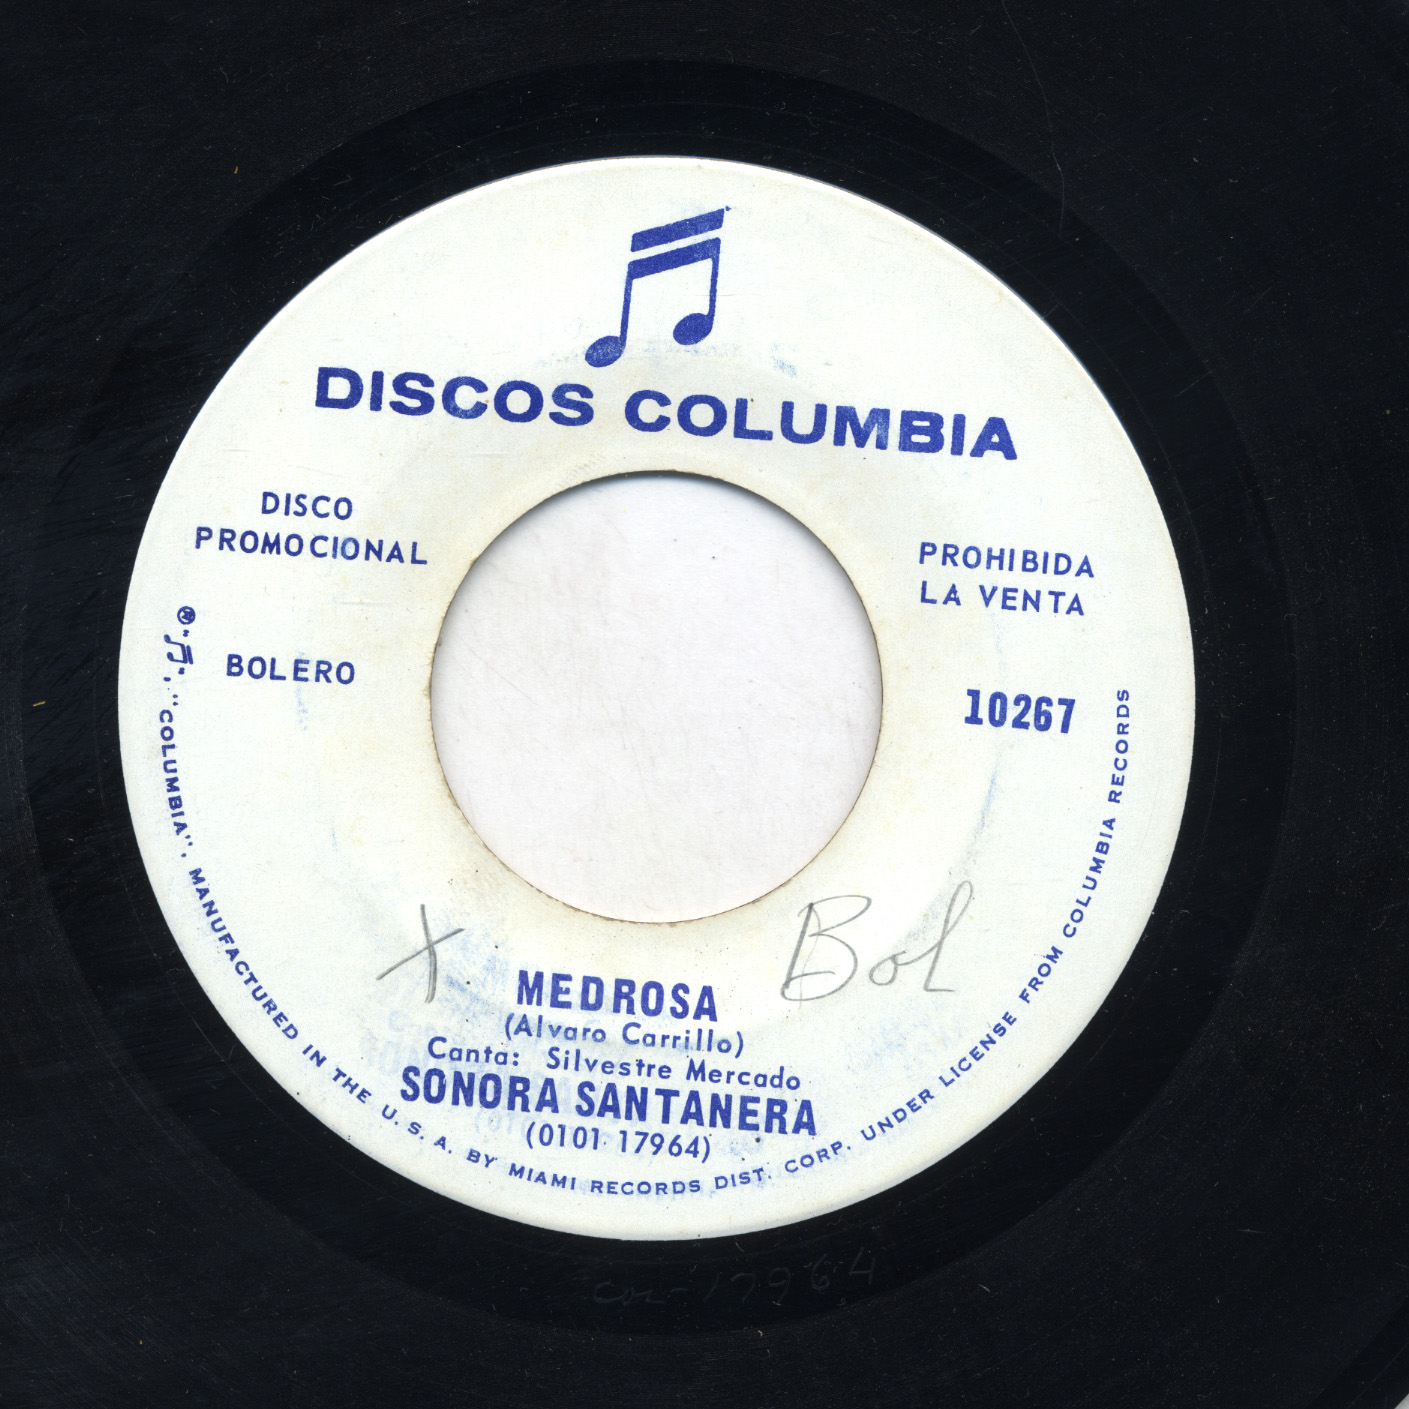 DISCOS COLUMBIA
DISCO
PROMOCIONAL
PROHIBIDA
LA VENTA
BOLERO
10267
X Bol
MEDROSA
(Alvaro Carrillo)
Canta: Silvestre Mercado
SONORA SANTANERA
(0101 17964)
® "♫", "COLUMBIA", MANUFACTURED IN THE U. S. A. BY MIAMI RECORDS DIST. CORP. UNDER LICENSE FROM COLUMBIA RECORDS
17964